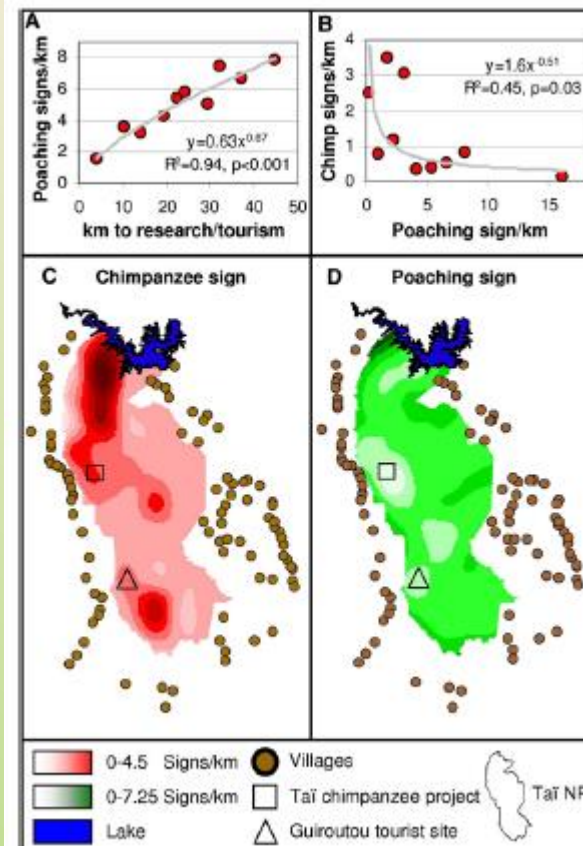 A
B
Poaching signs/km
8
6
4
2
0
y=0.63x^0.67
R²=0.94, p<0.001
0 10 20 30 40 50
km to research/tourism
Chimp signs/km
4
3
2
1
0
y=1.6x^-0.51
R²=0.45, p=0.03
0 5 10 15
Poaching sign/km
C Chimpanzee sign
D Poaching sign
0-4.5 Signs/km
0-7.25 Signs/km
Lake
Villages
Taï chimpanzee project
Guiroutou tourist site
Taï NP